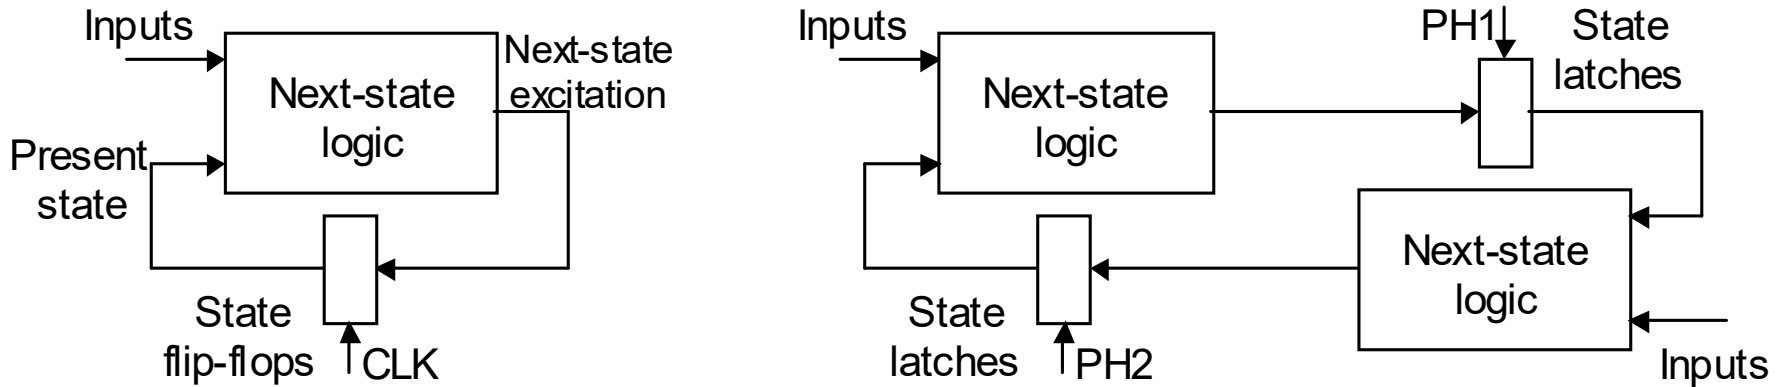 Inputs
Next-state
excitation
Next-state
logic
Present
state
State
flip-flops
CLK
Inputs
Next-state
logic
PH1
State
latches
Next-state
logic
State
latches
PH2
Inputs